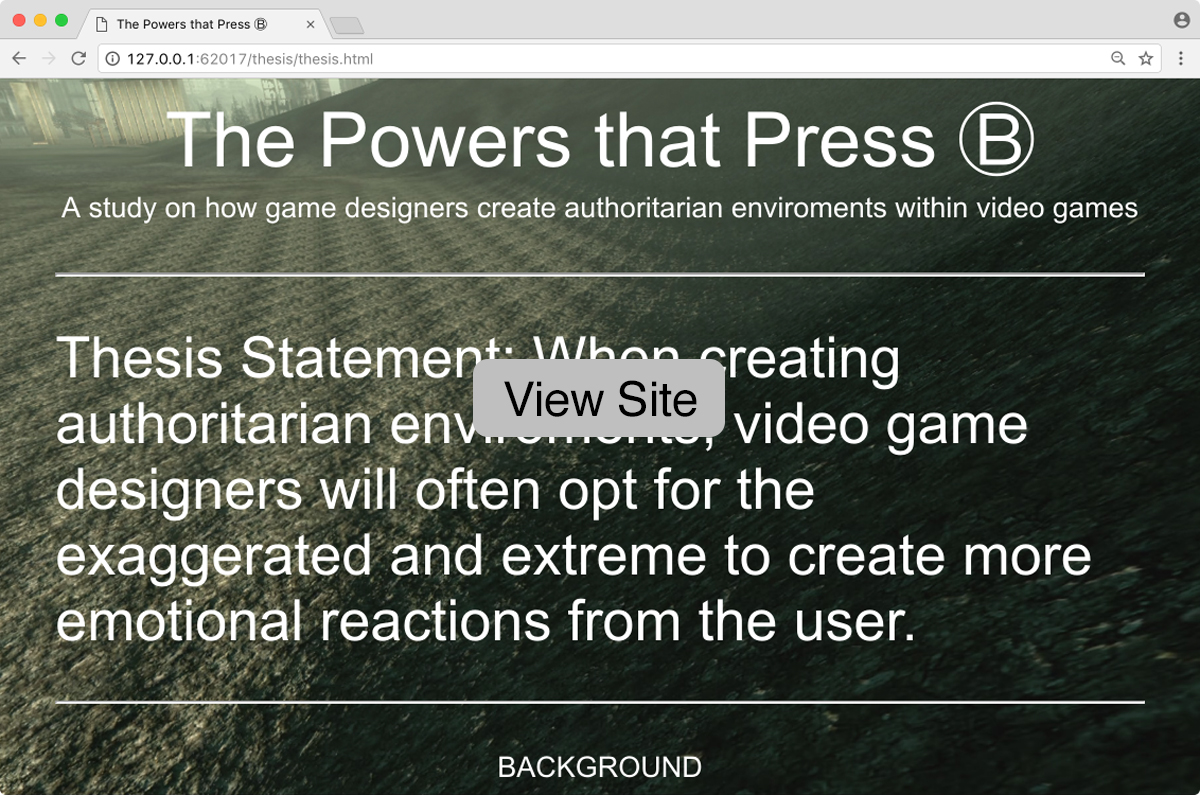 The Powers that Press Ⓑ
127.0.0.1:62017/thesis/thesis.html
The Powers that Press Ⓑ
A study on how game designers create authoritarian enviroments within video games
Thesis Statement: When creating
View Site
authoritarian enviroments, video game
designers will often opt for the
exaggerated and extreme to create more
emotional reactions from the user.
BACKGROUND